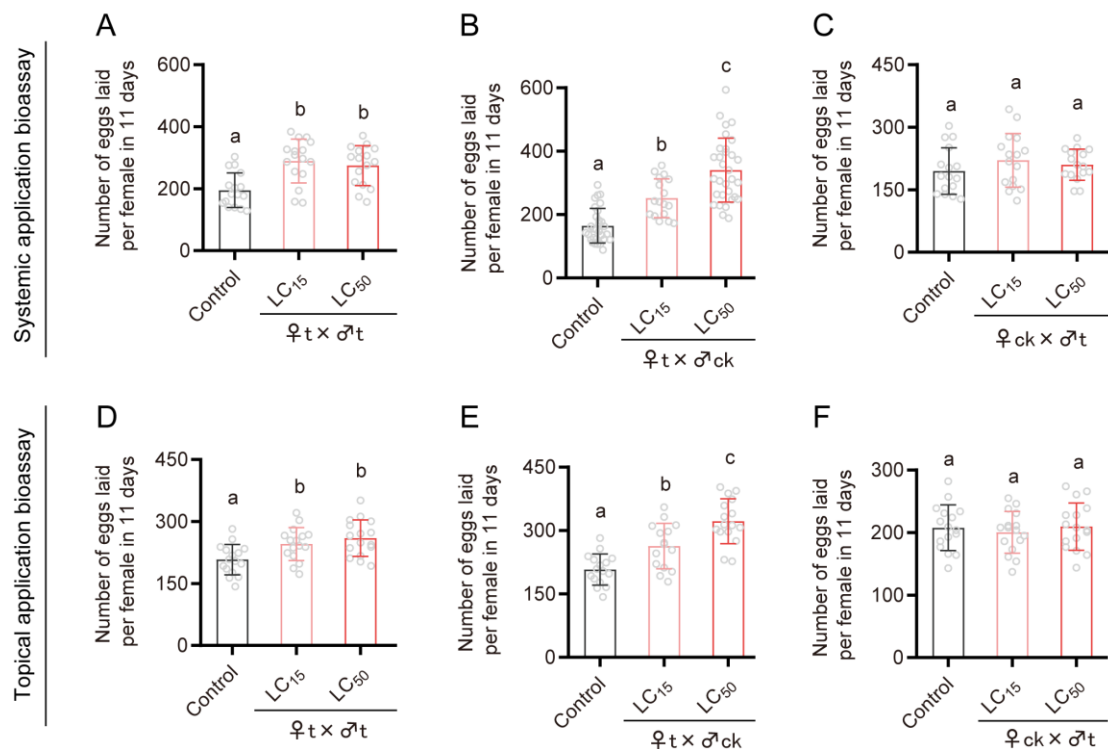 Systemic application bioassay
A
Number of eggs laid
per female in 11 days
600
400
200
0
a
b
b
Control
LC₁₅
LC₅₀
♀t × ♂t
B
Number of eggs laid
per female in 11 days
600
400
200
0
a
b
c
Control
LC₁₅
LC₅₀
♀t × ♂ck
C
Number of eggs laid
per female in 11 days
450
300
150
0
a
a
a
Control
LC₁₅
LC₅₀
♀ck × ♂t
Topical application bioassay
D
Number of eggs laid
per female in 11 days
450
300
150
0
a
b
b
Control
LC₁₅
LC₅₀
♀t × ♂t
E
Number of eggs laid
per female in 11 days
450
300
150
0
a
b
c
Control
LC₁₅
LC₅₀
♀t × ♂ck
F
Number of eggs laid
per female in 11 days
300
200
100
0
a
a
a
Control
LC₁₅
LC₅₀
♀ck × ♂t